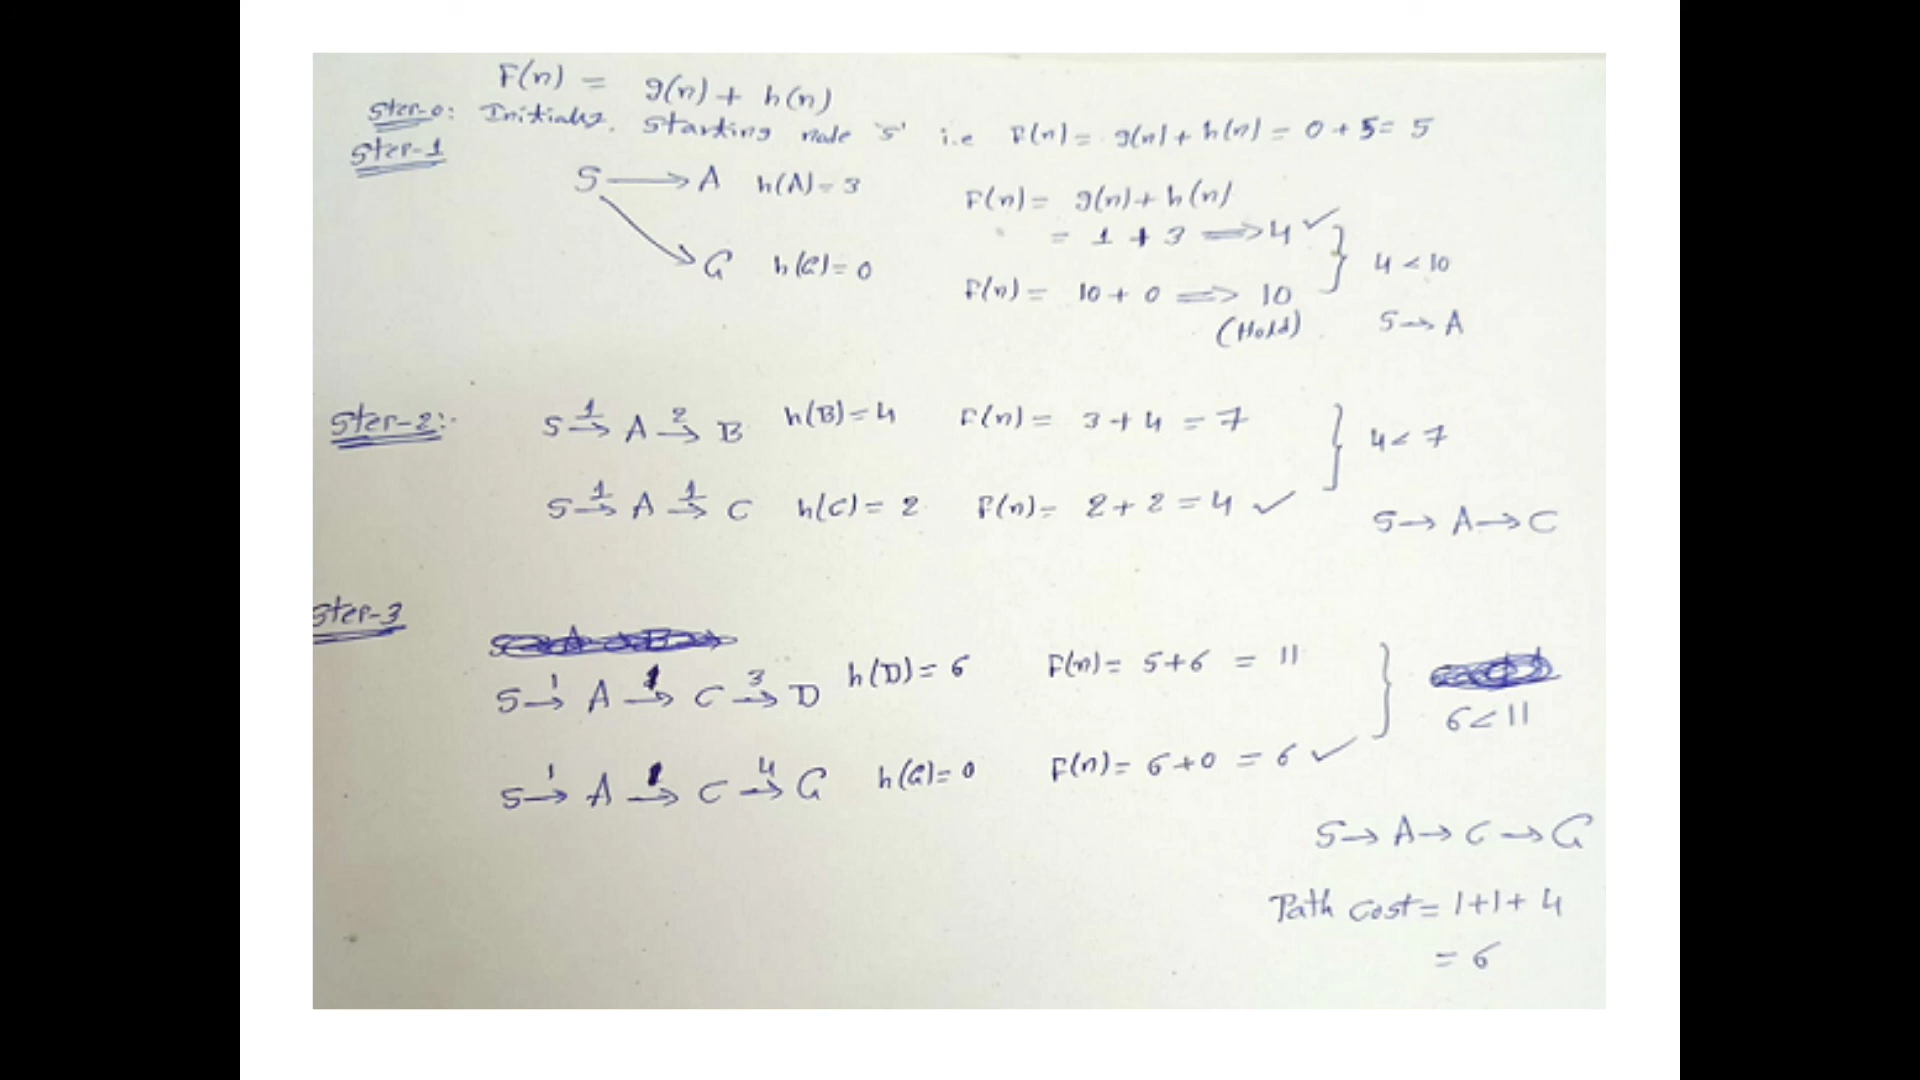 F(n) = g(n) + h(n)
Step-0: Initially, starting node 'S' i.e F(n) = g(n) + h(n) = 0 + 5 = 5
Step-1
S → A h(A) = 3 F(n) = g(n) + h(n)
= 1 + 3 ⇒ 4 ✓
→ G h(G) = 0 F(n) = 10 + 0 ⇒ 10 } 4 < 10
(Hold) S → A
Step-2:- S -1→ A -2→ B h(B) = 4 F(n) = 3 + 4 = 7 } 4 < 7
S -1→ A -1→ C h(C) = 2 F(n) = 2 + 2 = 4 ✓ S → A → C
Step-3
S -1→ A -1→ C -3→ D h(D) = 6 F(n) = 5 + 6 = 11 } 6 < 11
S -1→ A -1→ C -4→ G h(G) = 0 F(n) = 6 + 0 = 6 ✓
S → A → C → G
Path cost = 1 + 1 + 4
= 6